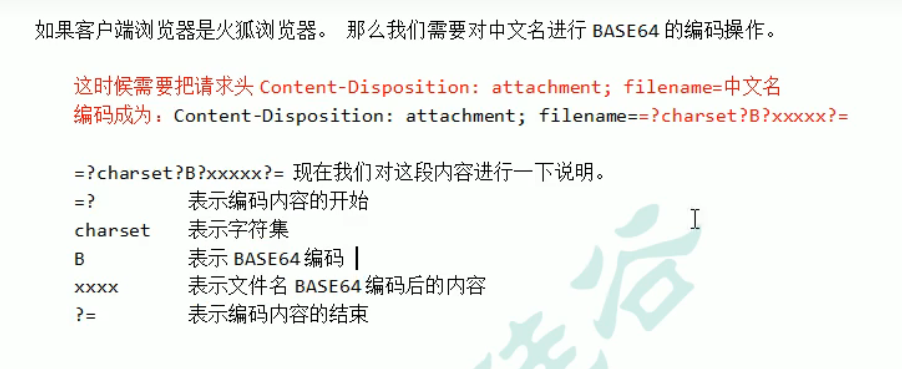 如果客户端浏览器是火狐浏览器。 那么我们需要对中文名进行 BASE64 的编码操作。
这时候需要把请求头 Content-Disposition: attachment; filename=中文名
编码成为：Content-Disposition: attachment; filename==?charset?B?xxxxx?=
=?charset?B?xxxxx?= 现在我们对这段内容进行一下说明。
=? 表示编码内容的开始
charset 表示字符集
B 表示 BASE64 编码
xxxx 表示文件名 BASE64 编码后的内容
?= 表示编码内容的结束